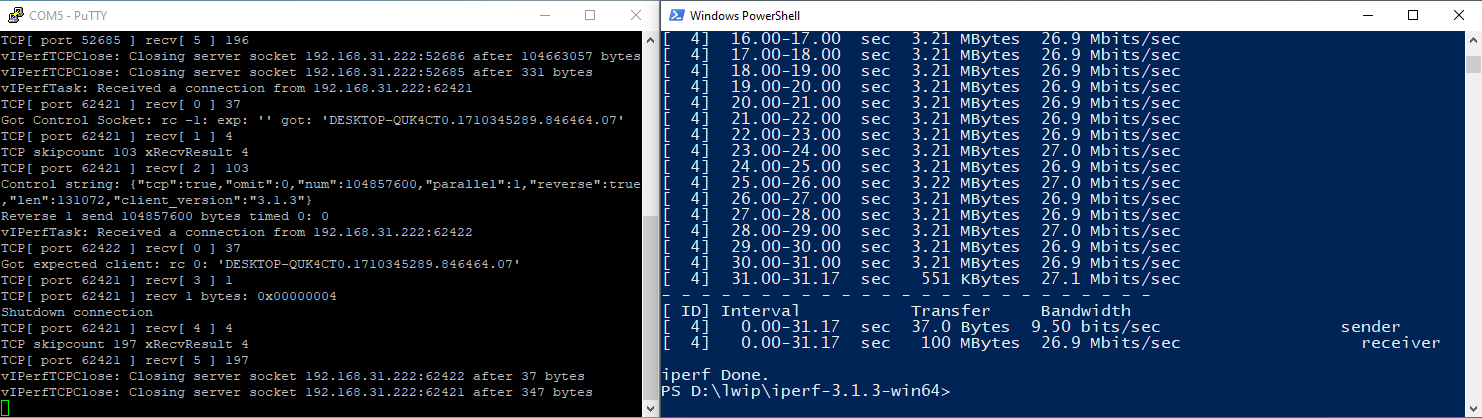 COM5 - PuTTY
TCP[ port 52685 ] recv[ 5 ] 196
vIPerfTCPClose: Closing server socket 192.168.31.222:52686 after 104663057 bytes
vIPerfTCPClose: Closing server socket 192.168.31.222:52685 after 331 bytes
vIPerfTask: Received a connection from 192.168.31.222:62421
TCP[ port 62421 ] recv[ 0 ] 37
Got Control Socket: rc -1: exp: '' got: 'DESKTOP-QUK4CT0.1710345289.846464.07'
TCP[ port 62421 ] recv[ 1 ] 4
TCP skipcount 103 xRecvResult 4
TCP[ port 62421 ] recv[ 2 ] 103
Control string: {"tcp":true,"omit":0,"num":104857600,"parallel":1,"reverse":true
,"len":131072,"client_version":"3.1.3"}
Reverse 1 send 104857600 bytes timed 0: 0
vIPerfTask: Received a connection from 192.168.31.222:62422
TCP[ port 62422 ] recv[ 0 ] 37
Got expected client: rc 0: 'DESKTOP-QUK4CT0.1710345289.846464.07'
TCP[ port 62421 ] recv[ 3 ] 1
TCP[ port 62421 ] recv 1 bytes: 0x00000004
Shutdown connection
TCP[ port 62421 ] recv[ 4 ] 4
TCP skipcount 197 xRecvResult 4
TCP[ port 62421 ] recv[ 5 ] 197
vIPerfTCPClose: Closing server socket 192.168.31.222:62422 after 37 bytes
vIPerfTCPClose: Closing server socket 192.168.31.222:62421 after 347 bytes
Windows PowerShell
[  4]  16.00-17.00  sec  3.21 MBytes  26.9 Mbits/sec
[  4]  17.00-18.00  sec  3.21 MBytes  26.9 Mbits/sec
[  4]  18.00-19.00  sec  3.21 MBytes  26.9 Mbits/sec
[  4]  19.00-20.00  sec  3.21 MBytes  26.9 Mbits/sec
[  4]  20.00-21.00  sec  3.21 MBytes  26.9 Mbits/sec
[  4]  21.00-22.00  sec  3.21 MBytes  26.9 Mbits/sec
[  4]  22.00-23.00  sec  3.21 MBytes  26.9 Mbits/sec
[  4]  23.00-24.00  sec  3.21 MBytes  27.0 Mbits/sec
[  4]  24.00-25.00  sec  3.21 MBytes  26.9 Mbits/sec
[  4]  25.00-26.00  sec  3.22 MBytes  27.0 Mbits/sec
[  4]  26.00-27.00  sec  3.21 MBytes  26.9 Mbits/sec
[  4]  27.00-28.00  sec  3.21 MBytes  26.9 Mbits/sec
[  4]  28.00-29.00  sec  3.21 MBytes  27.0 Mbits/sec
[  4]  29.00-30.00  sec  3.21 MBytes  26.9 Mbits/sec
[  4]  30.00-31.00  sec  3.21 MBytes  26.9 Mbits/sec
[  4]  31.00-31.17  sec   551 KBytes  27.1 Mbits/sec
- - - - - - - - - - - - - - - - - - - - - - - - -
[ ID] Interval           Transfer     Bandwidth
[  4]   0.00-31.17  sec  37.0 Bytes  9.50 bits/sec                  sender
[  4]   0.00-31.17  sec   100 MBytes  26.9 Mbits/sec                  receiver
iperf Done.
PS D:\lwip\iperf-3.1.3-win64>